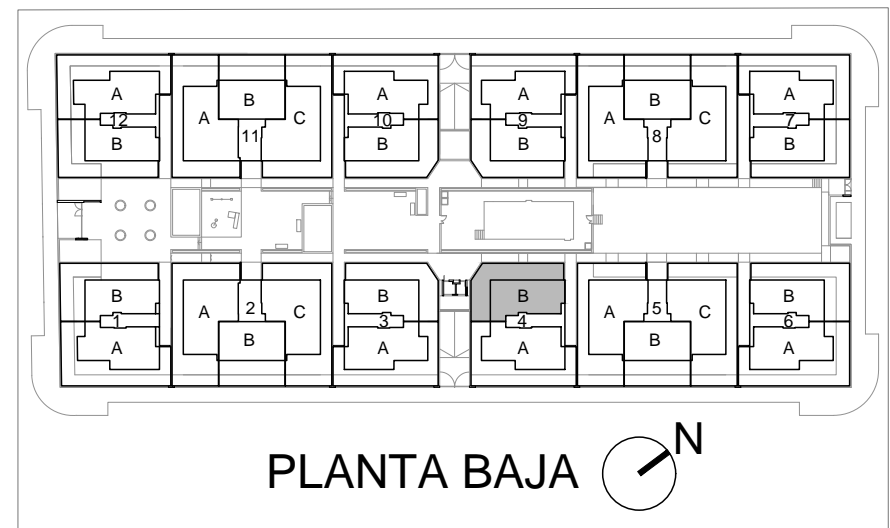 A B A A B A
12 A C 10 9 A C 7
B 11 B B 8 B
B 2 B B 5 B
1 A C 3 4 A C 6
A B A A B A
PLANTA BAJA N